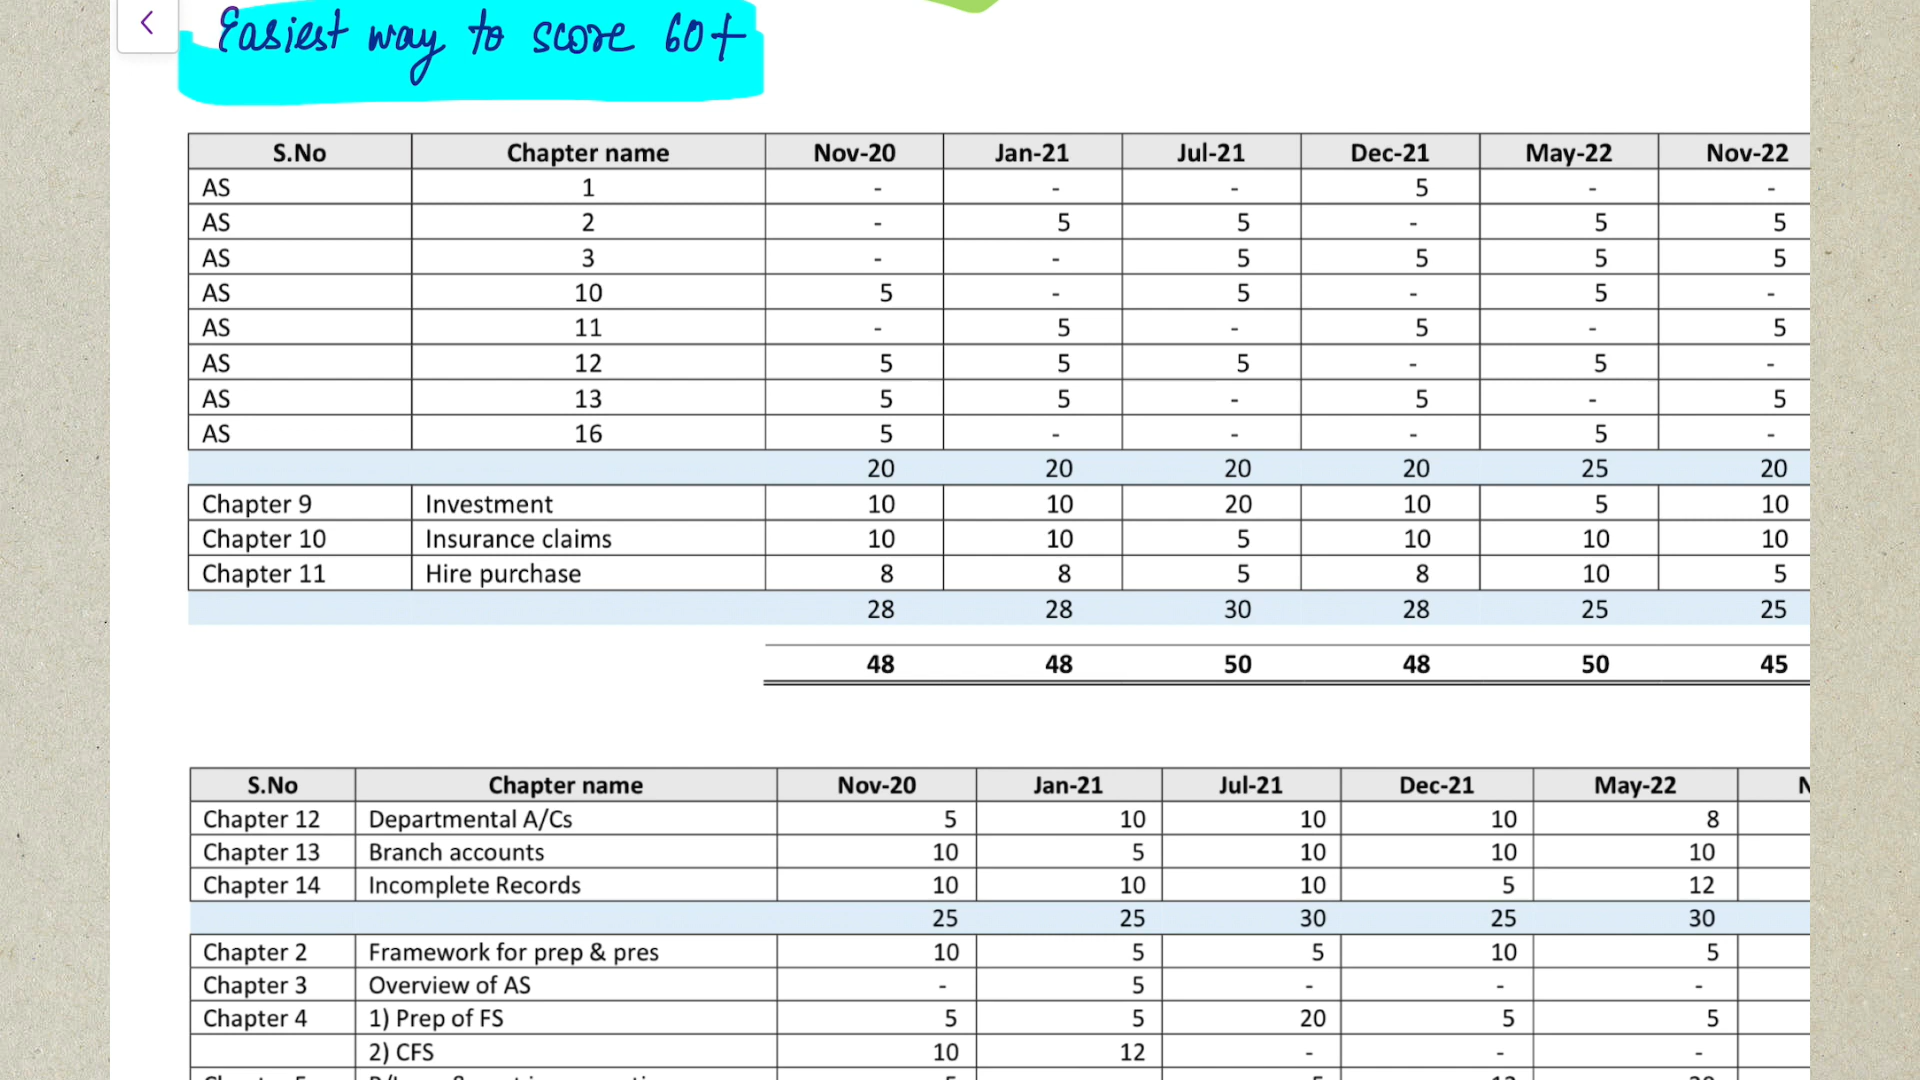 Easiest way to score 60+
S.No Chapter name Nov-20 Jan-21 Jul-21 Dec-21 May-22 Nov-22
AS 1 - - - 5 - -
AS 2 - 5 5 - 5 5
AS 3 - - 5 5 5 5
AS 10 5 - 5 - 5 -
AS 11 - 5 - 5 - 5
AS 12 5 5 5 - 5 -
AS 13 5 5 - 5 - 5
AS 16 5 - - - 5 -
20 20 20 20 25 20
Chapter 9 Investment 10 10 20 10 5 10
Chapter 10 Insurance claims 10 10 5 10 10 10
Chapter 11 Hire purchase 8 8 5 8 10 5
28 28 30 28 25 25
48 48 50 48 50 45
S.No Chapter name Nov-20 Jan-21 Jul-21 Dec-21 May-22
Chapter 12 Departmental A/Cs 5 10 10 10 8
Chapter 13 Branch accounts 10 5 10 10 10
Chapter 14 Incomplete Records 10 10 10 5 12
25 25 30 25 30
Chapter 2 Framework for prep & pres 10 5 5 10 5
Chapter 3 Overview of AS - 5 - - -
Chapter 4 1) Prep of FS 5 5 20 5 5
2) CFS 10 12 - - -